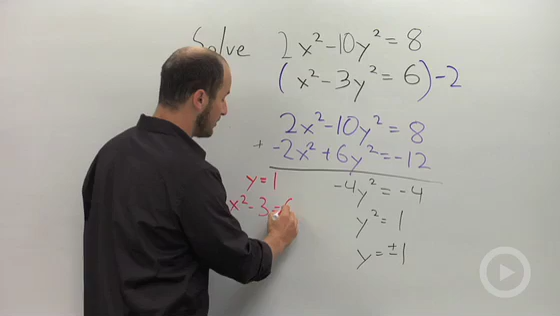 Solve 2x²-10y²=8
(x²-3y²=6)-2
2x²-10y²=8
+ -2x²+6y²=-12
-4y²=-4
y²=1
y=±1
y=1
x²-3=6